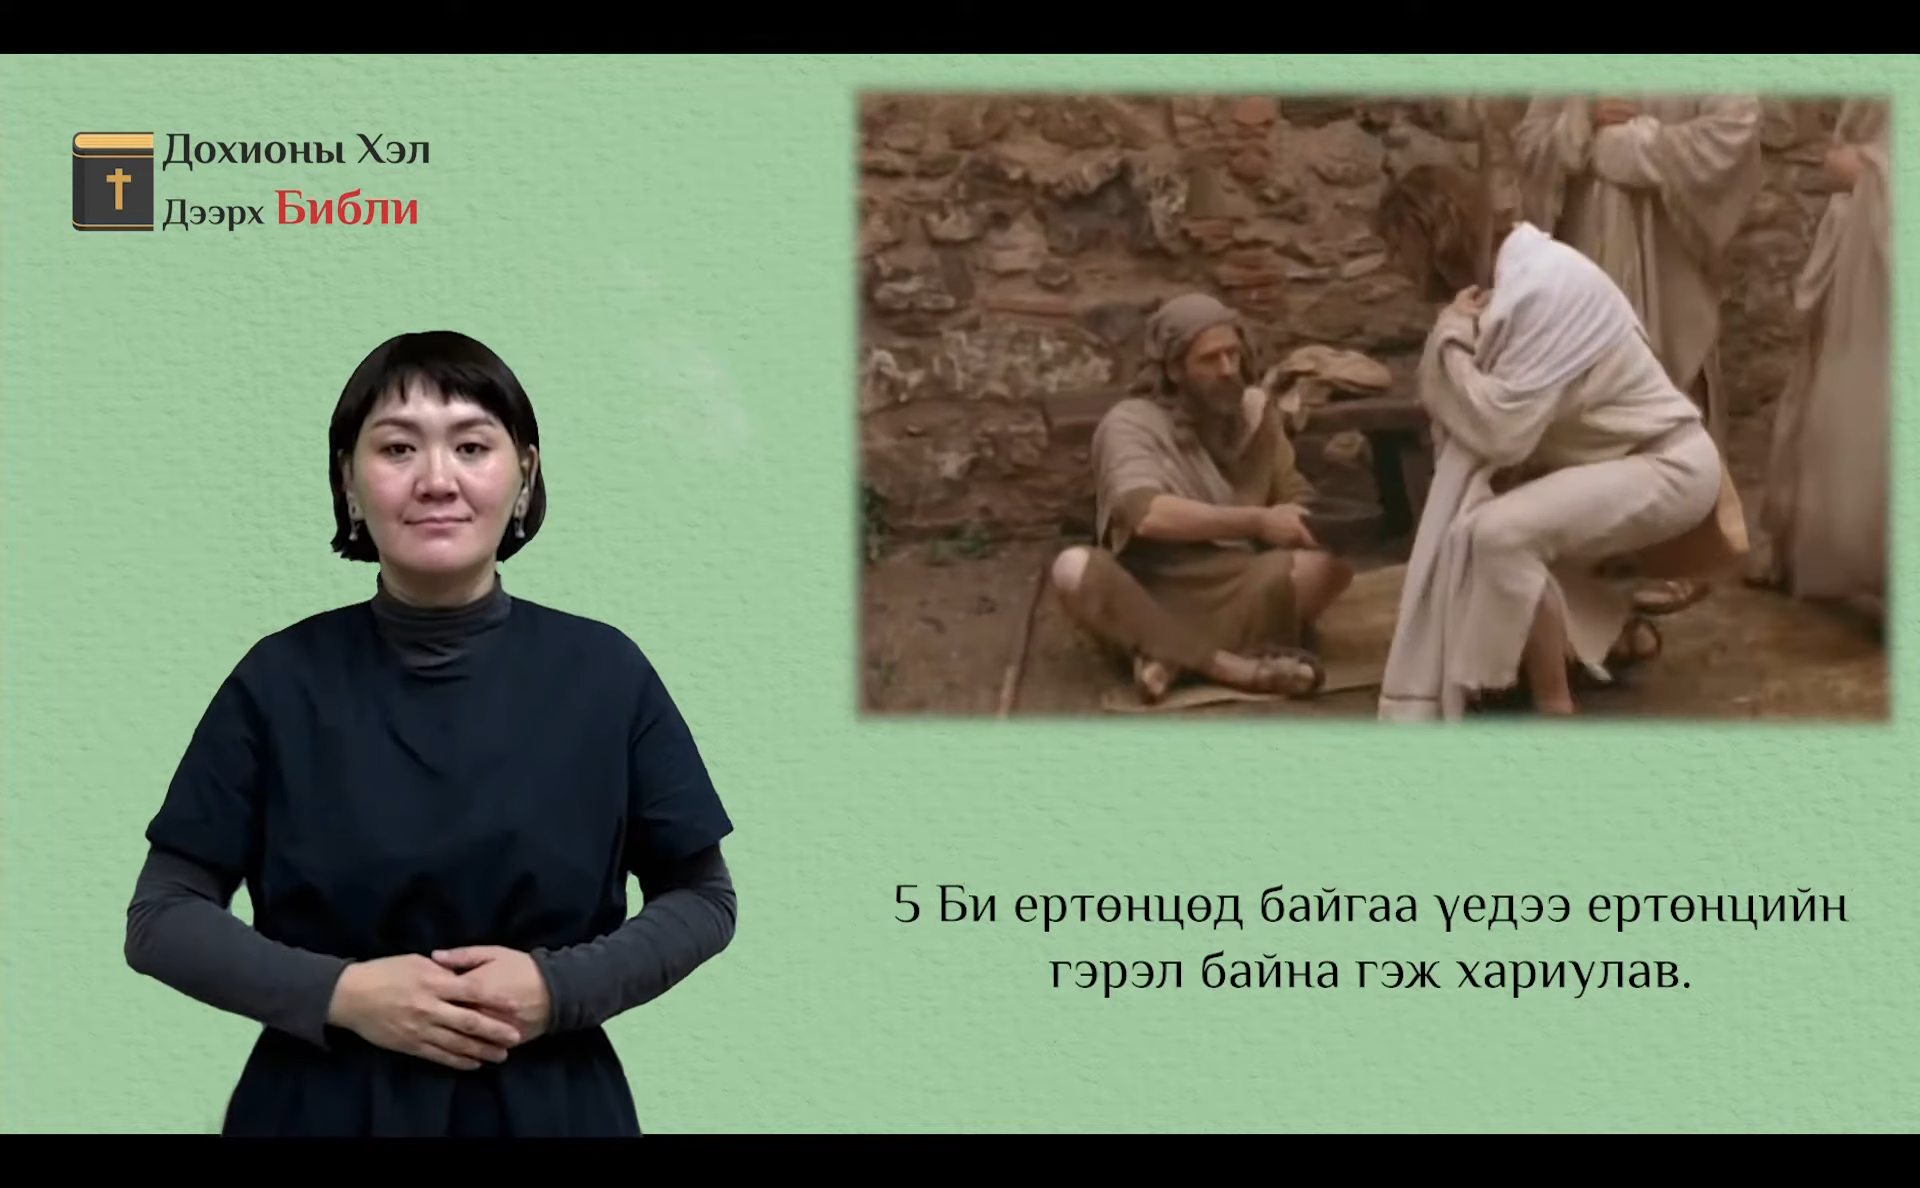 Дохионы Хэл
Дээрх Библи
5 Би ертөнцөд байгаа үедээ ертөнцийн
гэрэл байна гэж хариулав.